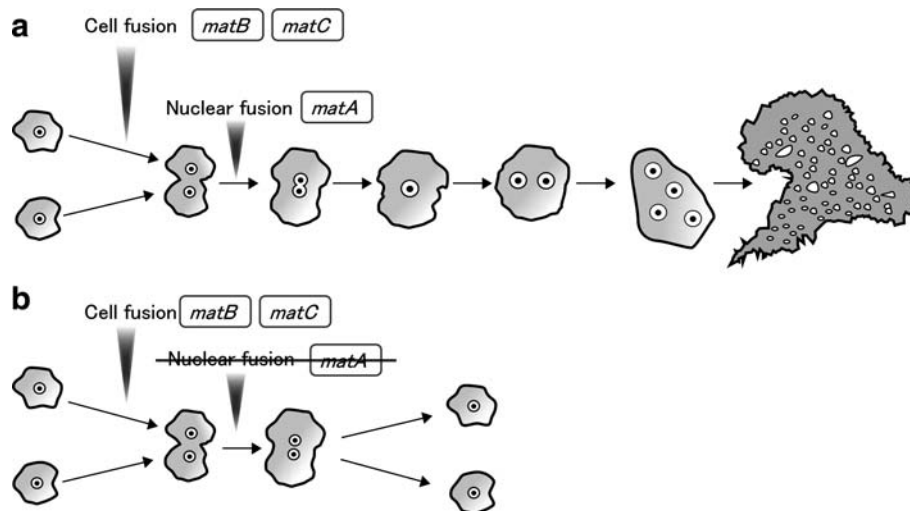 a
Cell fusion matB matC
Nuclear fusion matA
b
Cell fusion matB matC
Nuclear fusion matA